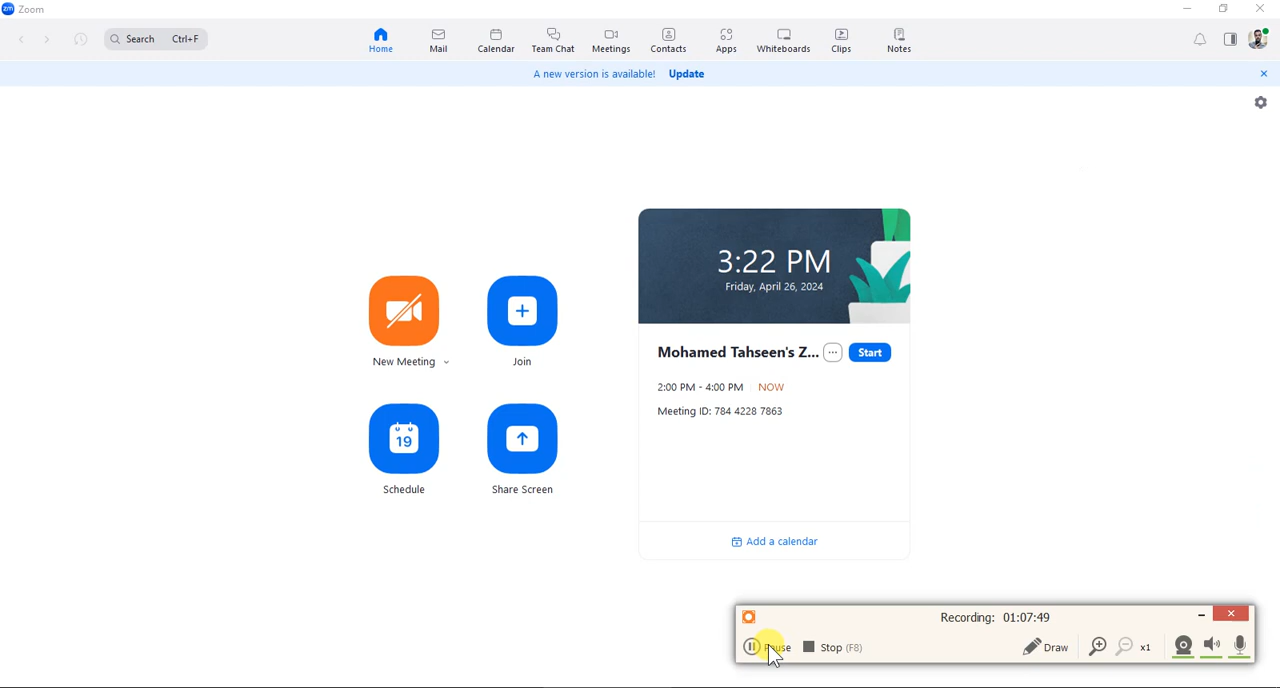 zm Zoom
Search Ctrl+F
Home Mail Calendar Team Chat Meetings Contacts Apps Whiteboards Clips Notes
A new version is available! Update
3:22 PM
Friday, April 26, 2024
New Meeting
Join
Mohamed Tahseen's Z... Start
2:00 PM - 4:00 PM NOW
Meeting ID: 784 4228 7863
19
Schedule
Share Screen
Add a calendar
Recording: 01:07:49
Pause Stop (F8) Draw x1